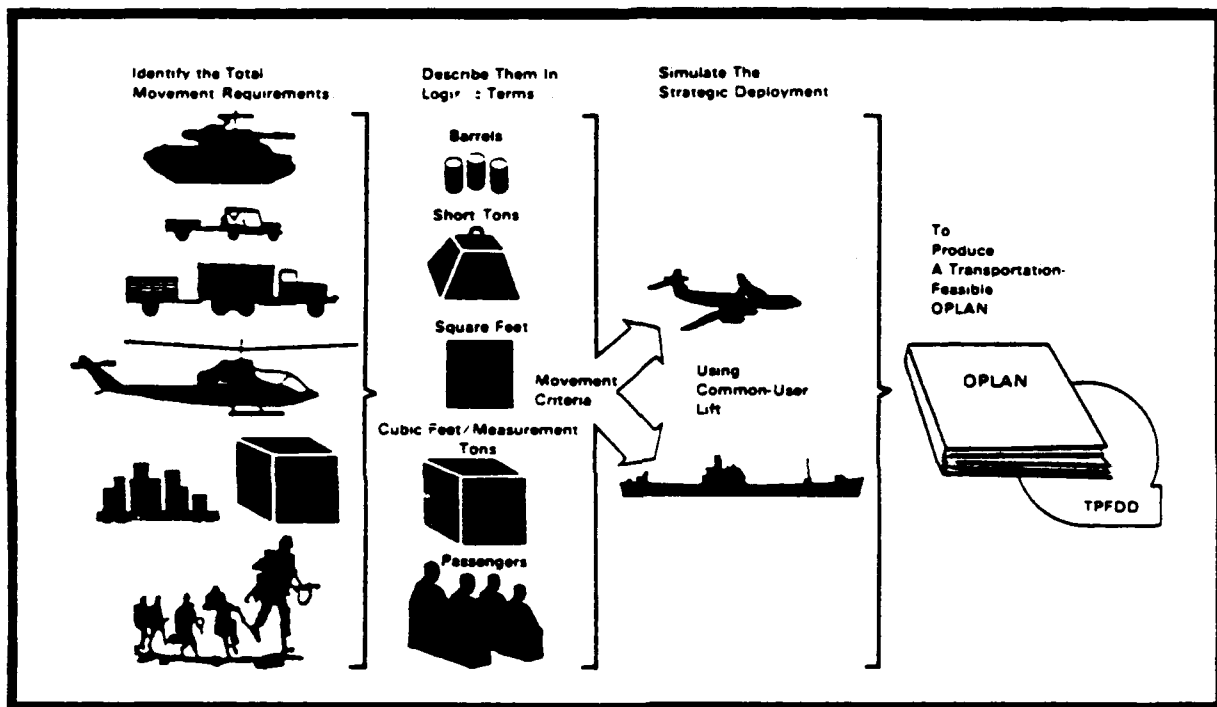 Identify the Total
Movement Requirements
Describe Them In
Terms
Simulate The
Strategic Deployment
Barrels
Short Tons
Square Feet
Movement
Criteria
Cubic Feet/Measurement
Tons
Passengers
Using
Common-User
Lift
To
Produce
A Transportation-
Feasible
OPLAN
OPLAN
TPFDD